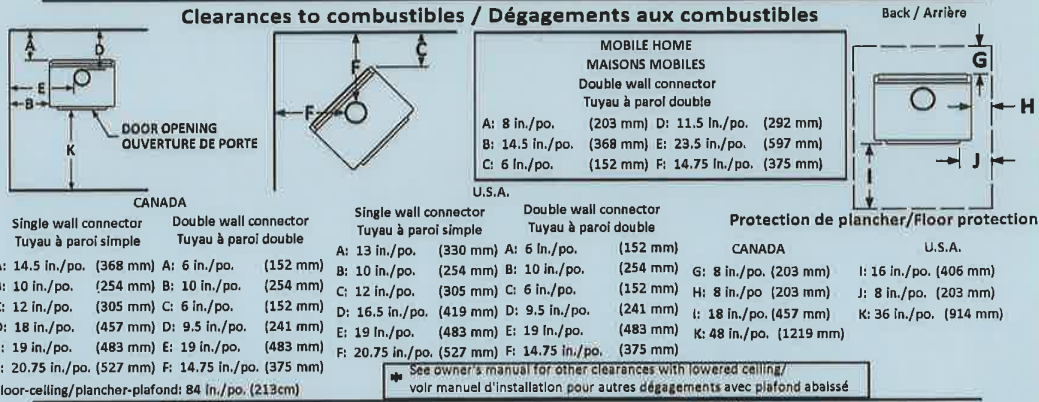 Clearances to combustibles / Dégagements aux combustibles
Back / Arrière
A
D
E
B
K
DOOR OPENING
OUVERTURE DE PORTE
F
C
F
MOBILE HOME
MAISONS MOBILES
Double wall connector
Tuyau à paroi double
A: 8 in./po. (203 mm) D: 11.5 in./po. (292 mm)
B: 14.5 in./po. (368 mm) E: 23.5 in./po. (597 mm)
C: 6 in./po. (152 mm) F: 14.75 in./po. (375 mm)
G
H
I
J
CANADA
Single wall connector
Tuyau à paroi simple
: 14.5 in./po. (368 mm)
: 10 in./po. (254 mm)
: 12 in./po. (305 mm)
: 18 in./po. (457 mm)
: 19 in./po. (483 mm)
: 20.75 in./po. (527 mm)
Double wall connector
Tuyau à paroi double
A: 6 in./po. (152 mm)
B: 10 in./po. (254 mm)
C: 6 in./po. (152 mm)
D: 9.5 in./po. (241 mm)
E: 19 in./po. (483 mm)
F: 14.75 in./po. (375 mm)
loor-ceiling/plancher-plafond: 84 in./po. (213cm)
U.S.A.
Single wall connector
Tuyau à paroi simple
A: 13 in./po. (330 mm)
B: 10 in./po. (254 mm)
C: 12 in./po. (305 mm)
D: 16.5 in./po. (419 mm)
E: 19 in./po. (483 mm)
F: 20.75 in./po. (527 mm)
Double wall connector
Tuyau à paroi double
A: 6 in./po. (152 mm)
B: 10 in./po. (254 mm)
C: 6 in./po. (152 mm)
D: 9.5 in./po. (241 mm)
E: 19 in./po. (483 mm)
F: 14.75 in./po. (375 mm)
Protection de plancher/Floor protection
CANADA
G: 8 in./po. (203 mm)
H: 8 in/po (203 mm)
I: 18 in./po. (457 mm)
K: 48 in./po. (1219 mm)
U.S.A.
I: 16 in./po. (406 mm)
J: 8 in./po. (203 mm)
K: 36 in./po. (914 mm)
* See owner's manual for other clearances with lowered ceiling/
voir manuel d'installation pour autres dégagements avec plafond abaissé